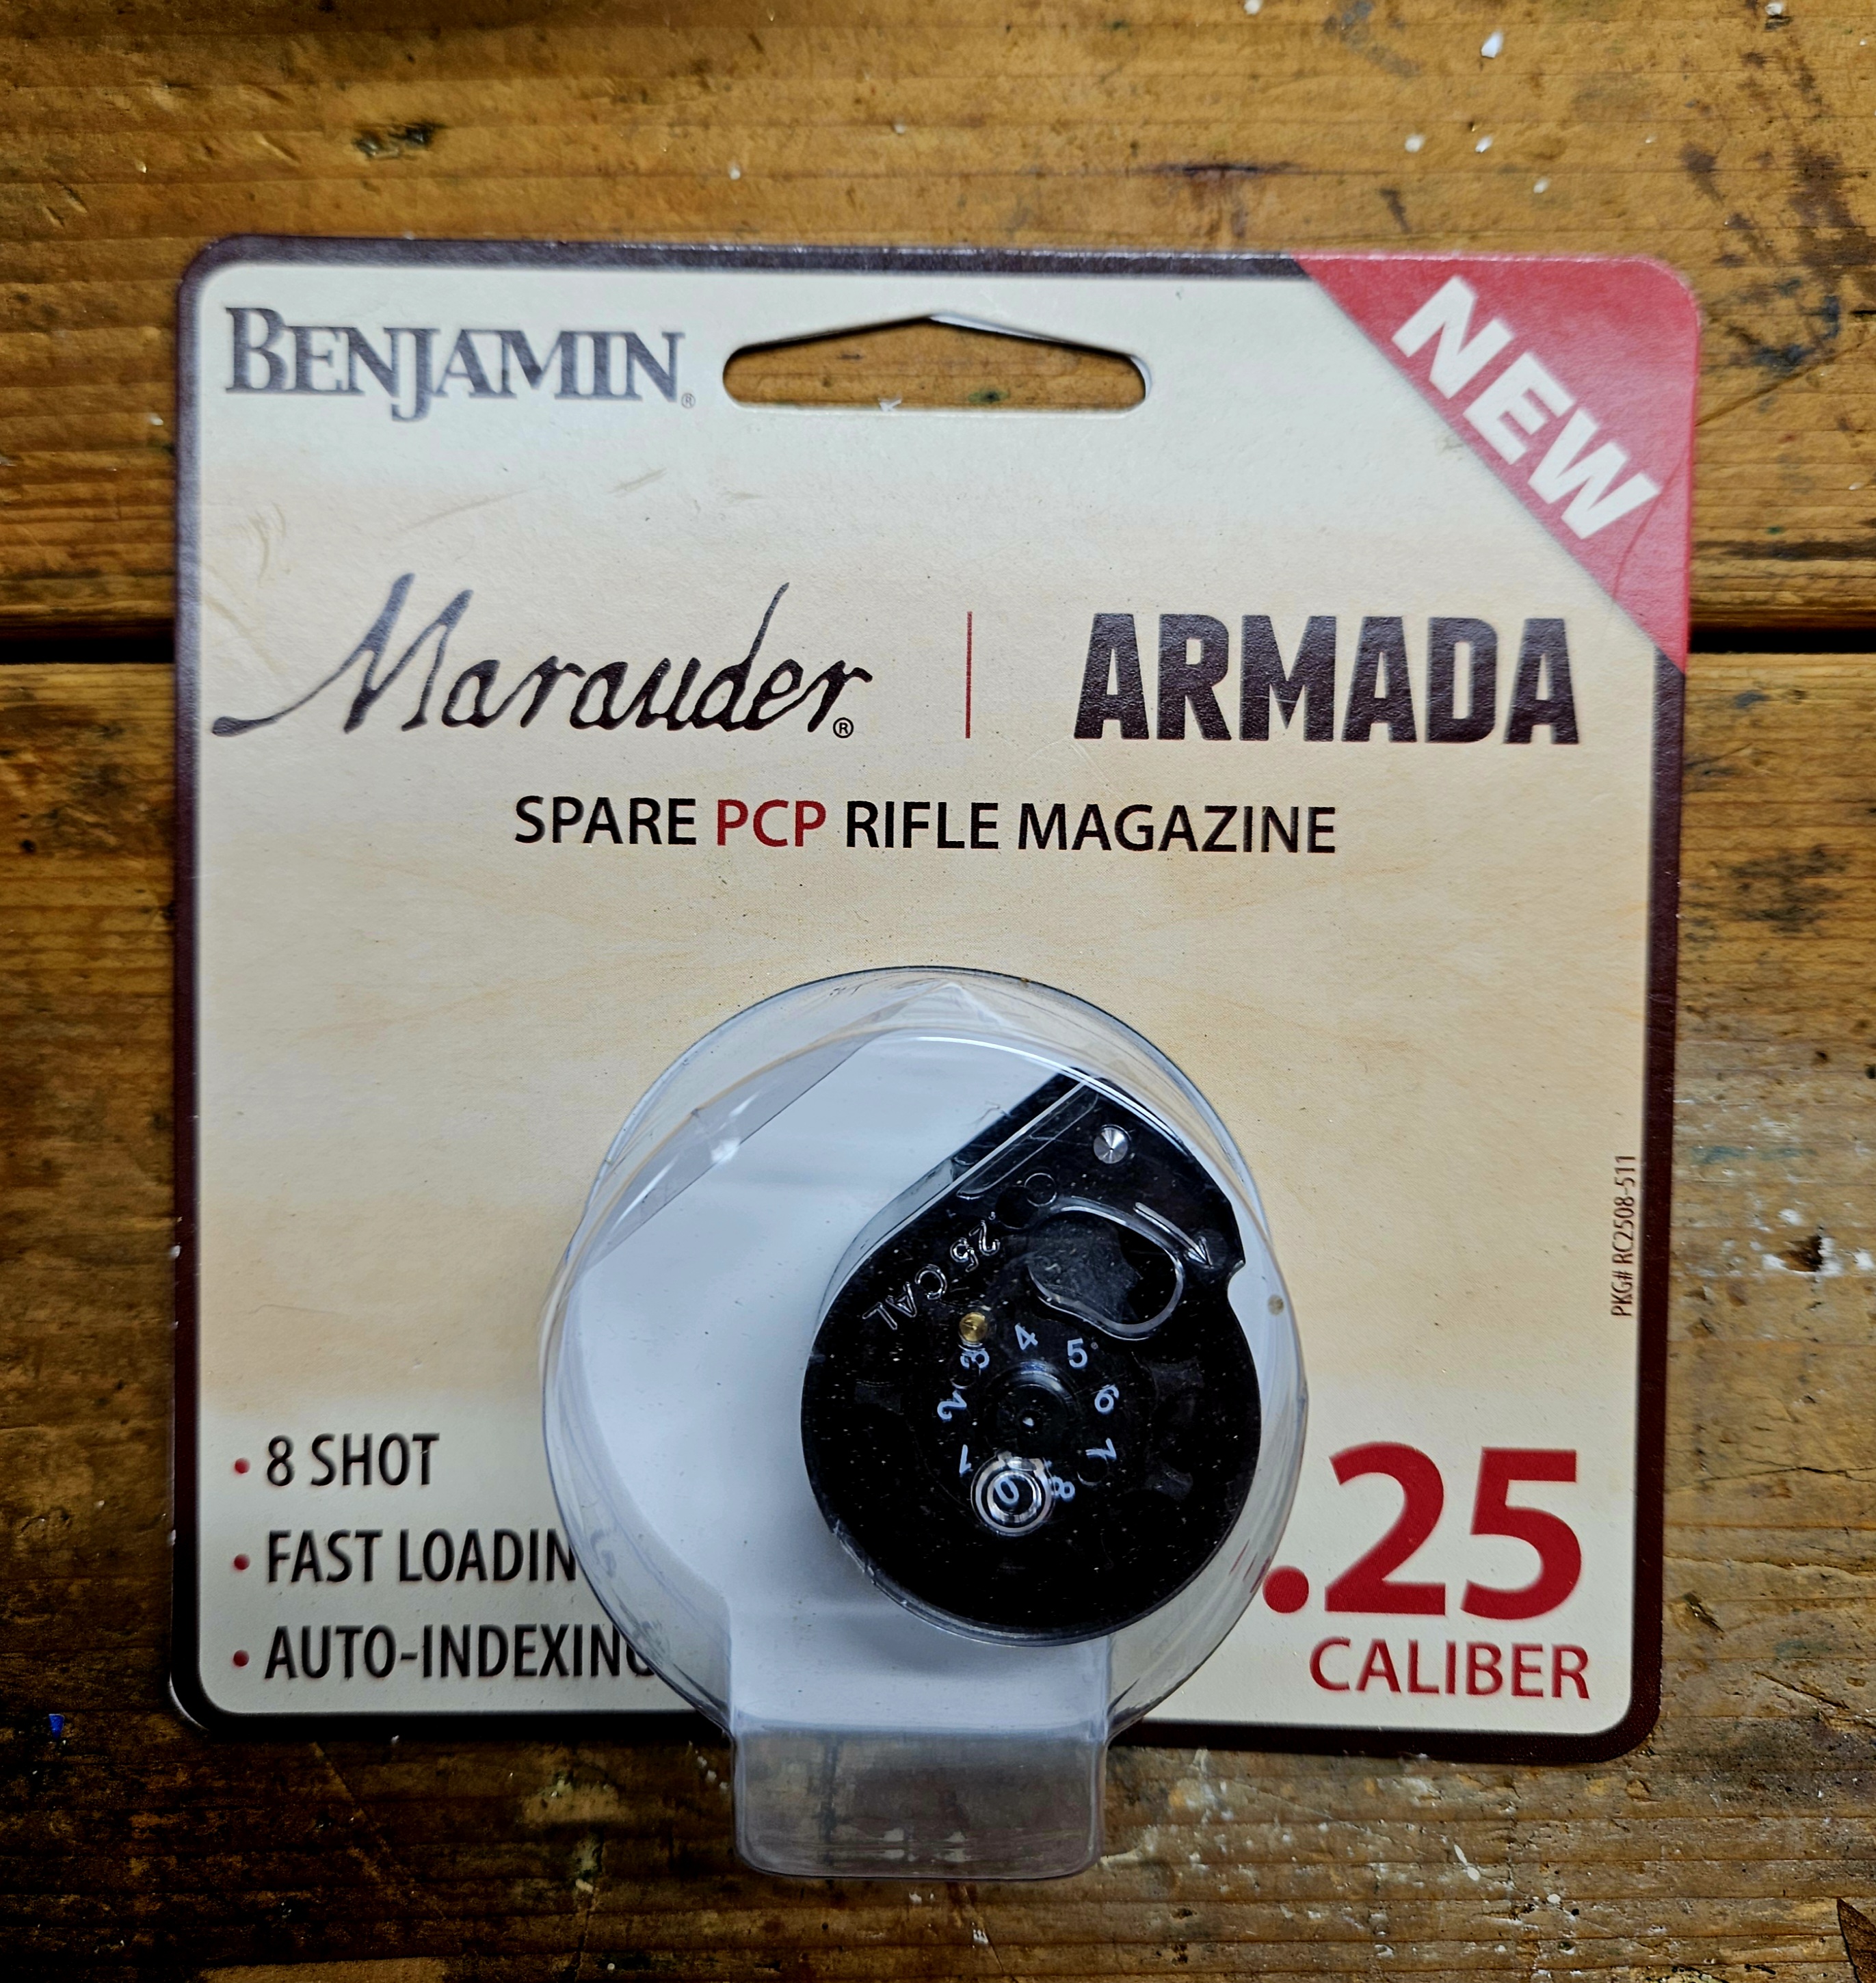 BENJAMIN®
NEW
Marauder® | ARMADA
SPARE PCP RIFLE MAGAZINE
.25 CAL
3 4 5
2 6
1 7
0 8
PKG# RC2508-511
• 8 SHOT
• FAST LOADIN
• AUTO-INDEXING
.25
CALIBER